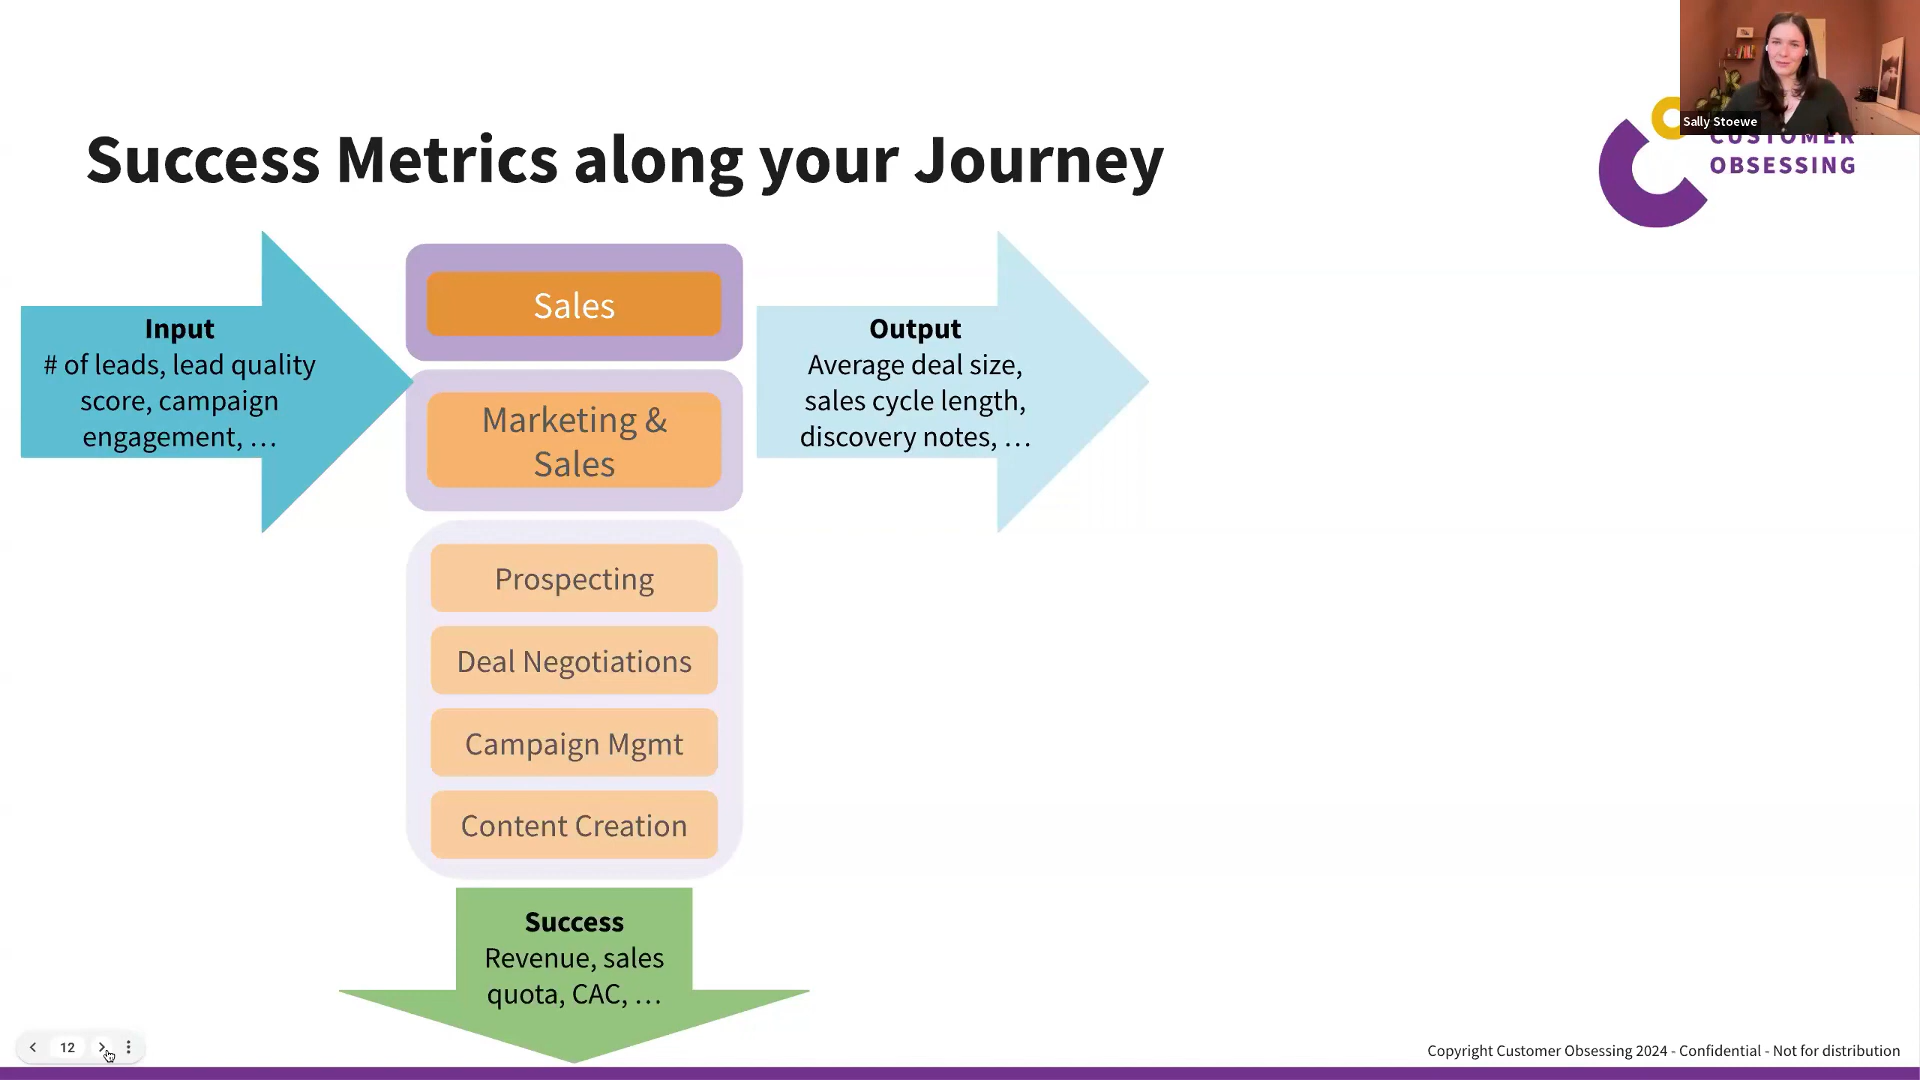 Sally Stoewe
CUSTOMER
OBSESSING
Success Metrics along your Journey
Input
# of leads, lead quality
score, campaign
engagement, …
Sales
Marketing &
Sales
Output
Average deal size,
sales cycle length,
discovery notes, …
Prospecting
Deal Negotiations
Campaign Mgmt
Content Creation
Success
Revenue, sales
quota, CAC, …
12
Copyright Customer Obsessing 2024 - Confidential - Not for distribution